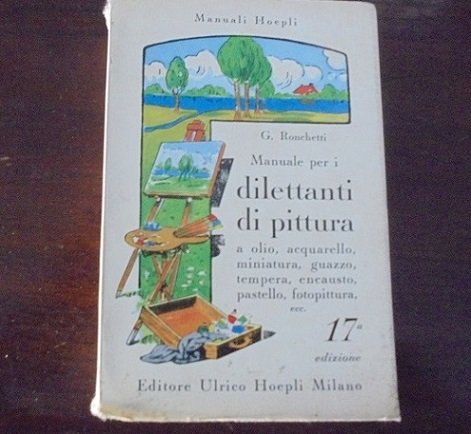 Manuali Hoepli
G. Ronchetti
Manuale per i
dilettanti
di pittura
a olio, acquarello,
miniatura, guazzo,
tempera, encausto,
pastello, fotopittura,
ecc.
17ª
edizione
Editore Ulrico Hoepli Milano